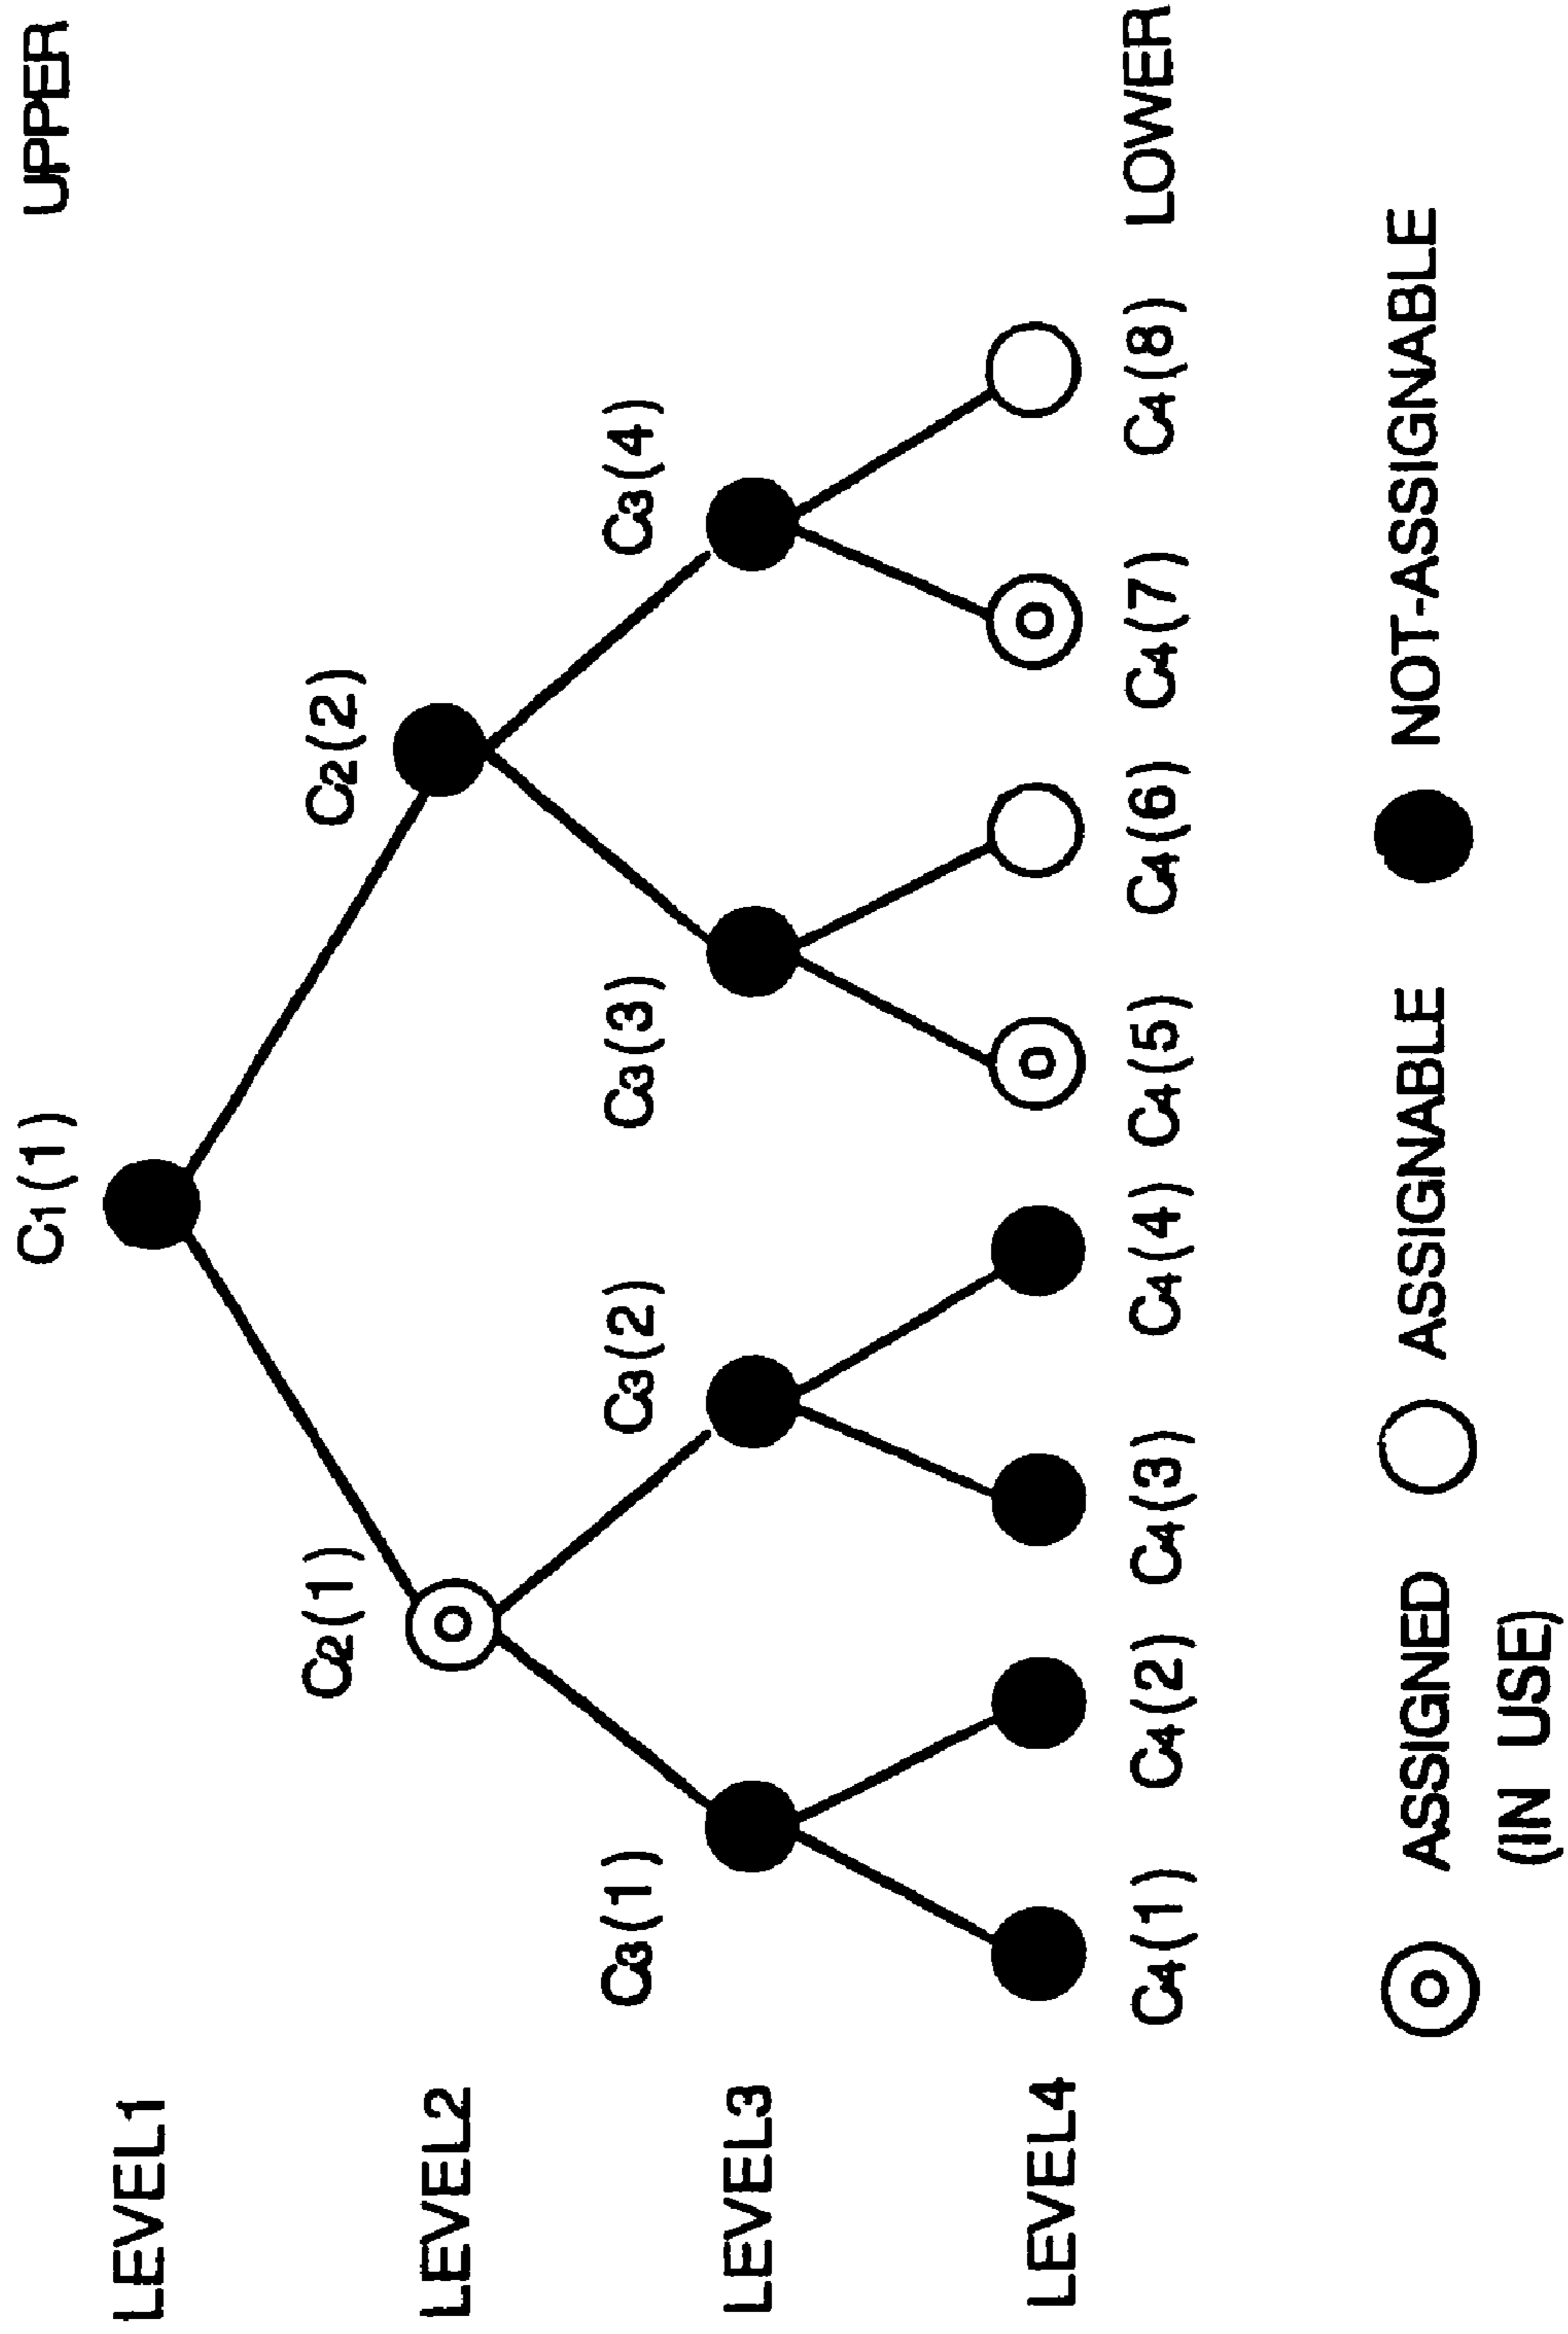 UPPER
C1(1)
LEVEL1
C2(1) C2(2)
LEVEL2
C3(1) C3(2) C3(3) C3(4)
LEVEL3
LEVEL4
C4(1) C4(2) C4(3) C4(4) C4(5) C4(6) C4(7) C4(8) LOWER
ASSIGNED ASSIGNABLE NOT-ASSIGNABLE
(IN USE)